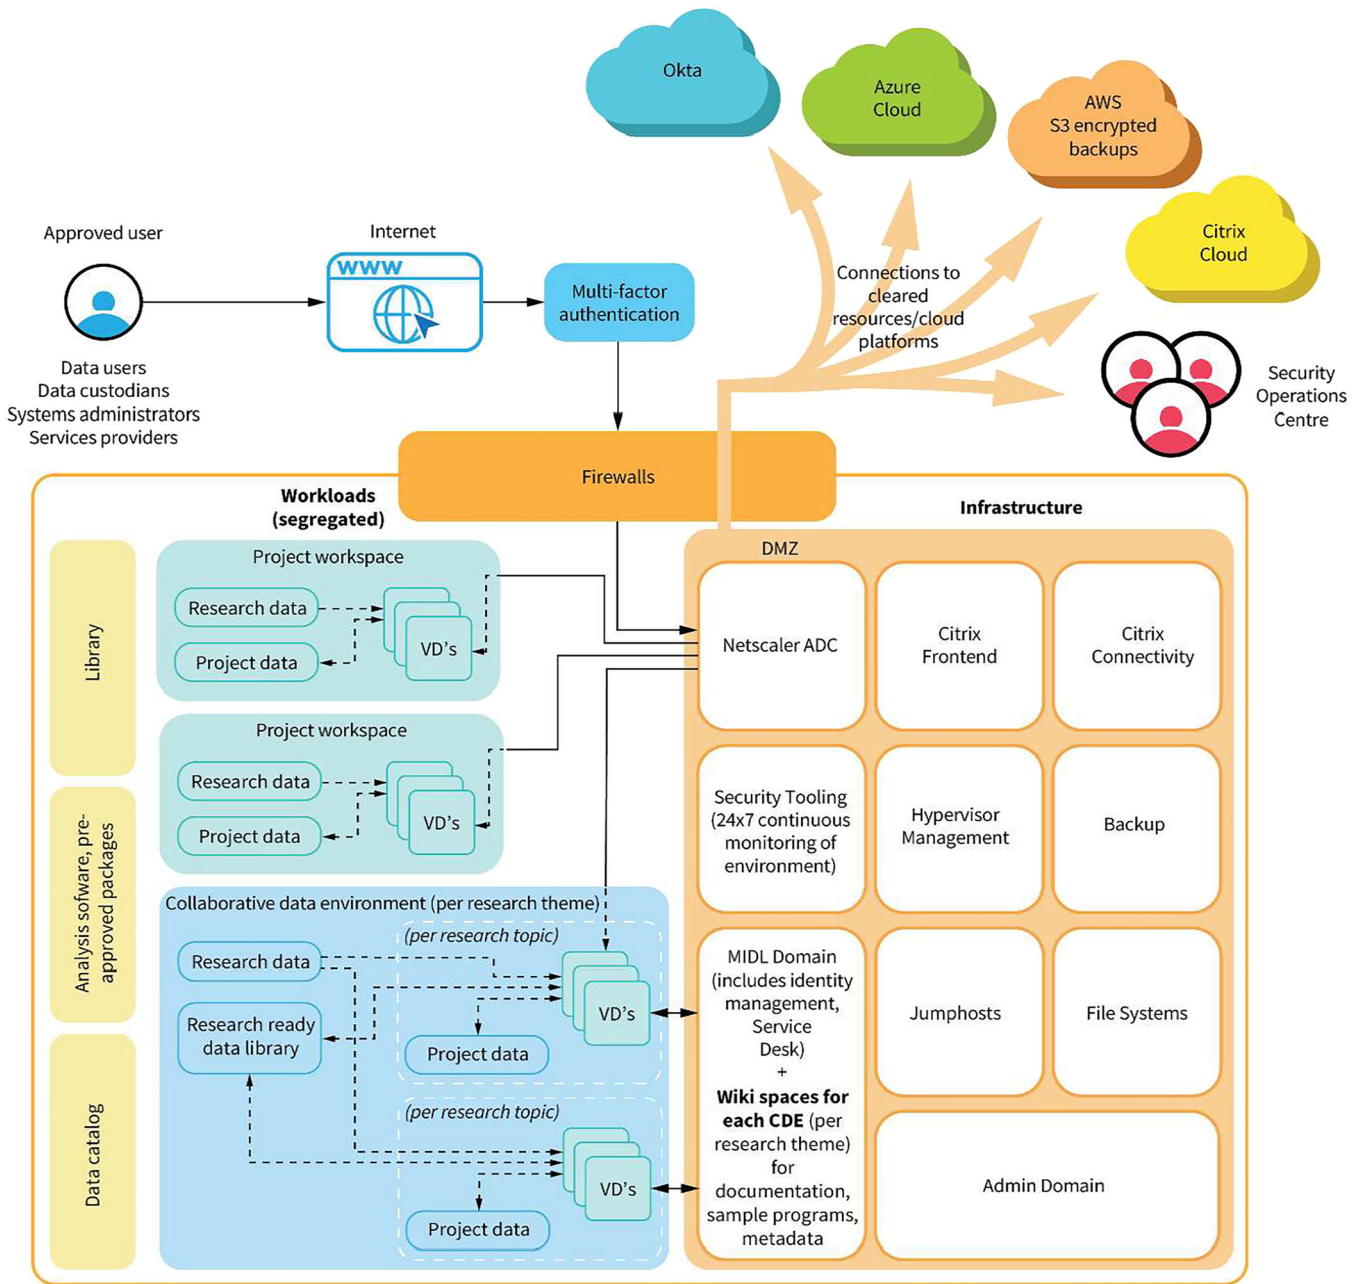 Okta
Azure
Cloud
AWS
S3 encrypted
backups
Citrix
Cloud
Approved user
Internet
www
Multi-factor
authentication
Connections to
cleared
resources/cloud
platforms
Data users
Data custodians
Systems administrators
Services providers
Security
Operations
Centre
Firewalls
Workloads
(segregated)
Infrastructure
Library
Analysis sofware, pre-
approved packages
Data catalog
Project workspace
Research data
Project data
VD's
Project workspace
Research data
Project data
VD's
Collaborative data environment (per research theme)
(per research topic)
Research data
Research ready
data library
VD's
Project data
(per research topic)
VD's
Project data
DMZ
Netscaler ADC
Citrix
Frontend
Citrix
Connectivity
Security Tooling
(24x7 continuous
monitoring of
environment)
Hypervisor
Management
Backup
MIDL Domain
(includes identity
management,
Service
Desk)
+
Wiki spaces for
each CDE (per
research theme)
for
documentation,
sample programs,
metadata
Jumphosts
File Systems
Admin Domain